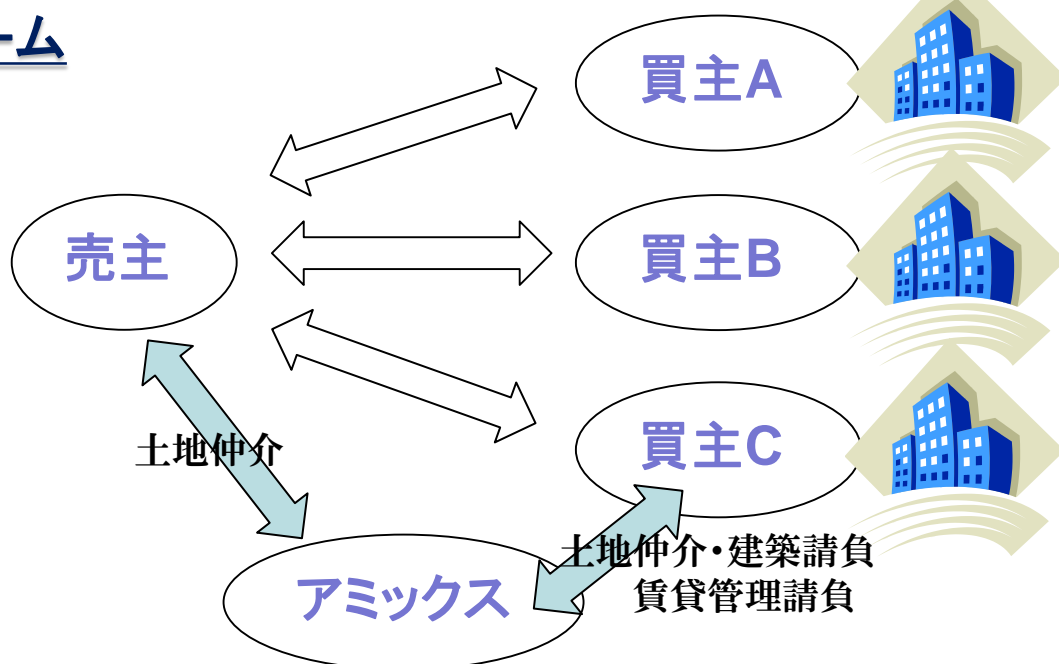 ーム
買主A
売主
買主B
買主C
土地仲介
アミックス
土地仲介・建築請負
賃貸管理請負